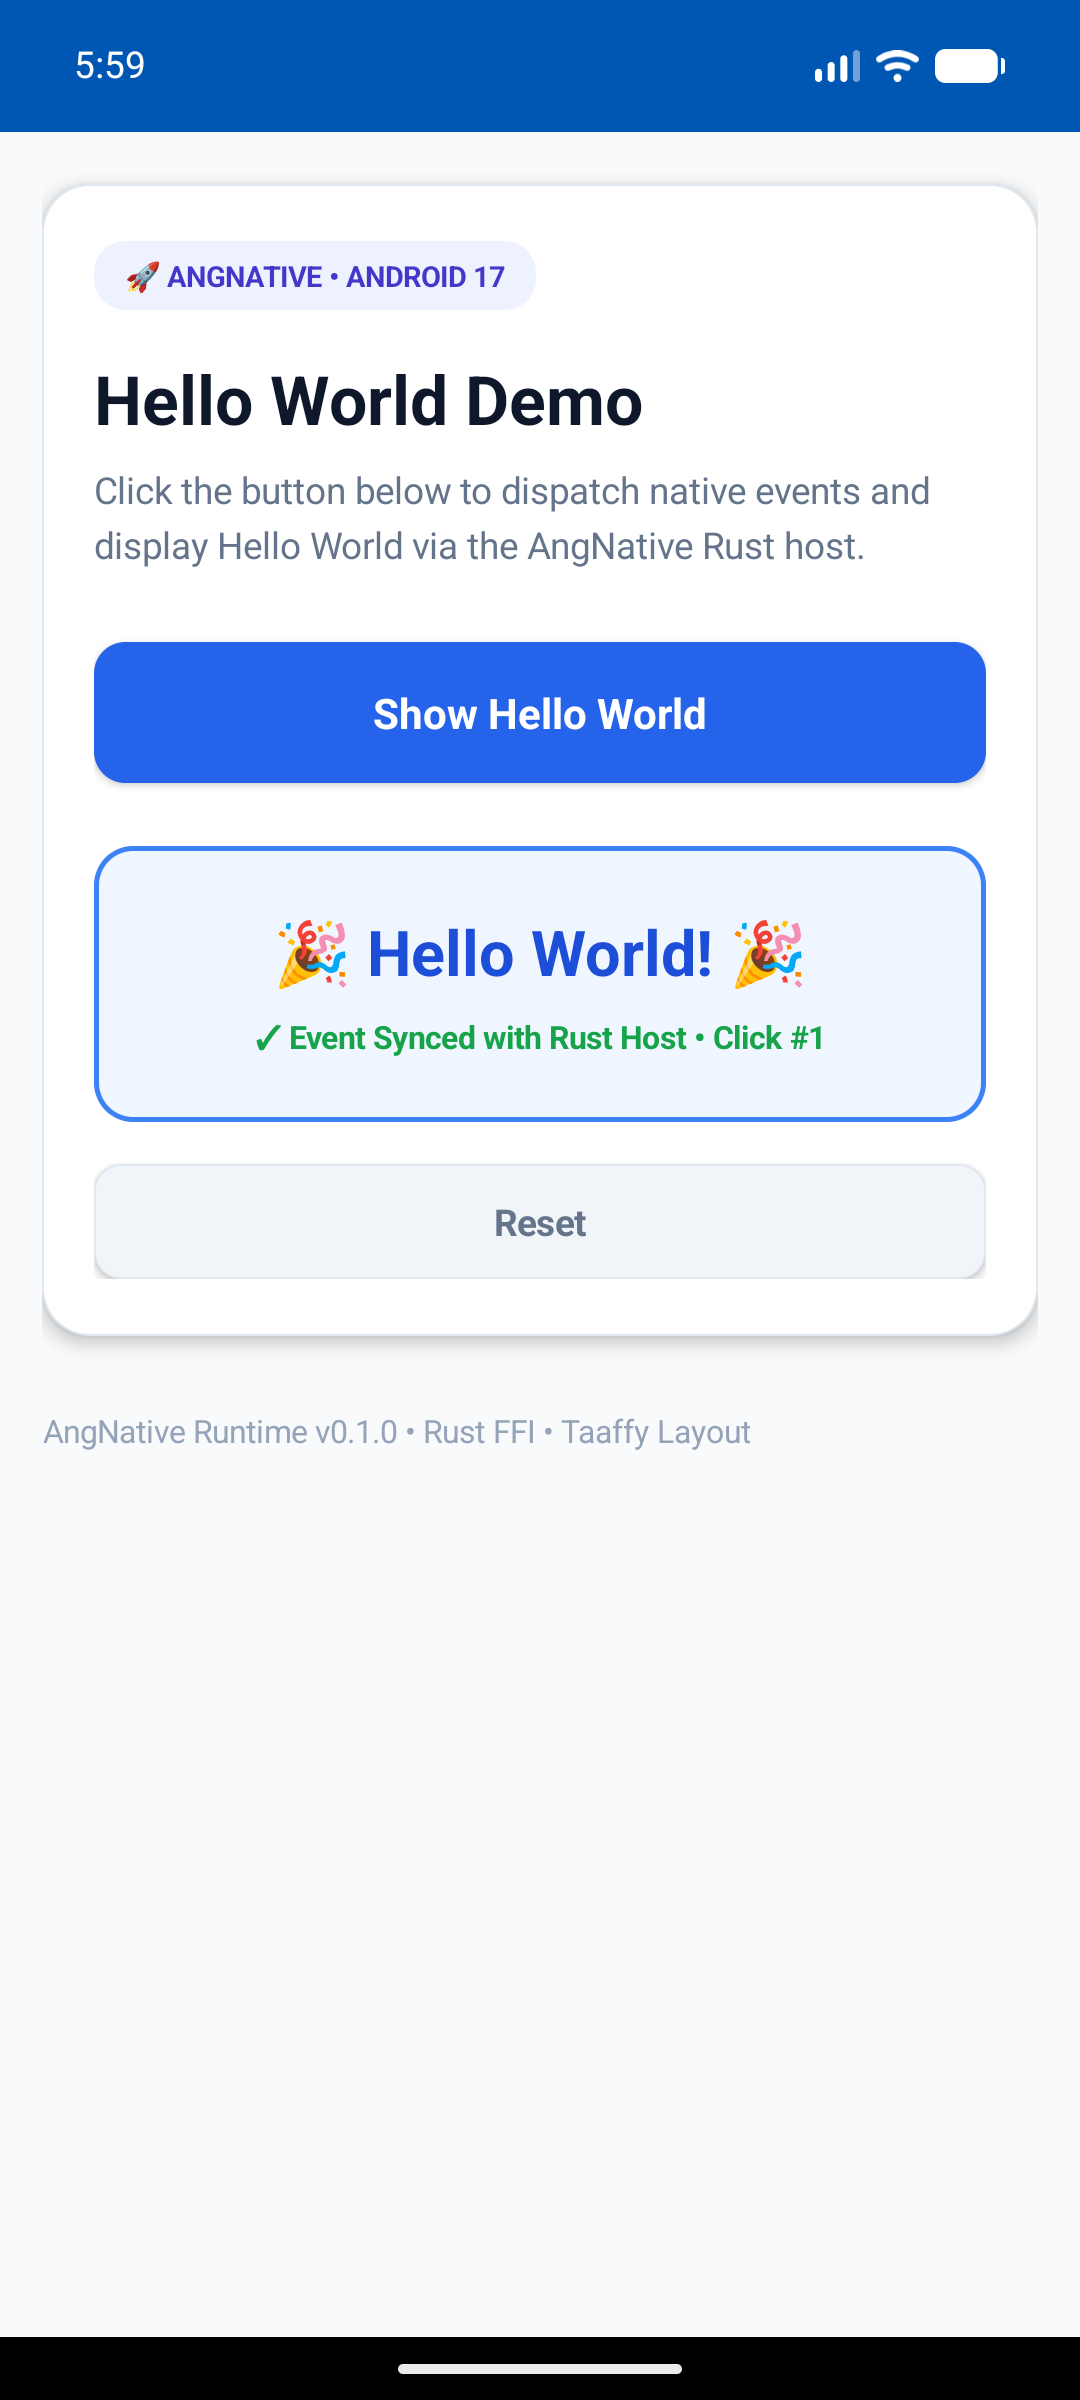 5:59
🚀 ANGNATIVE • ANDROID 17
Hello World Demo
Click the button below to dispatch native events and
display Hello World via the AngNative Rust host.
Show Hello World
🎉 Hello World! 🎉
✓ Event Synced with Rust Host • Click #1
Reset
AngNative Runtime v0.1.0 • Rust FFI • Taaffy Layout